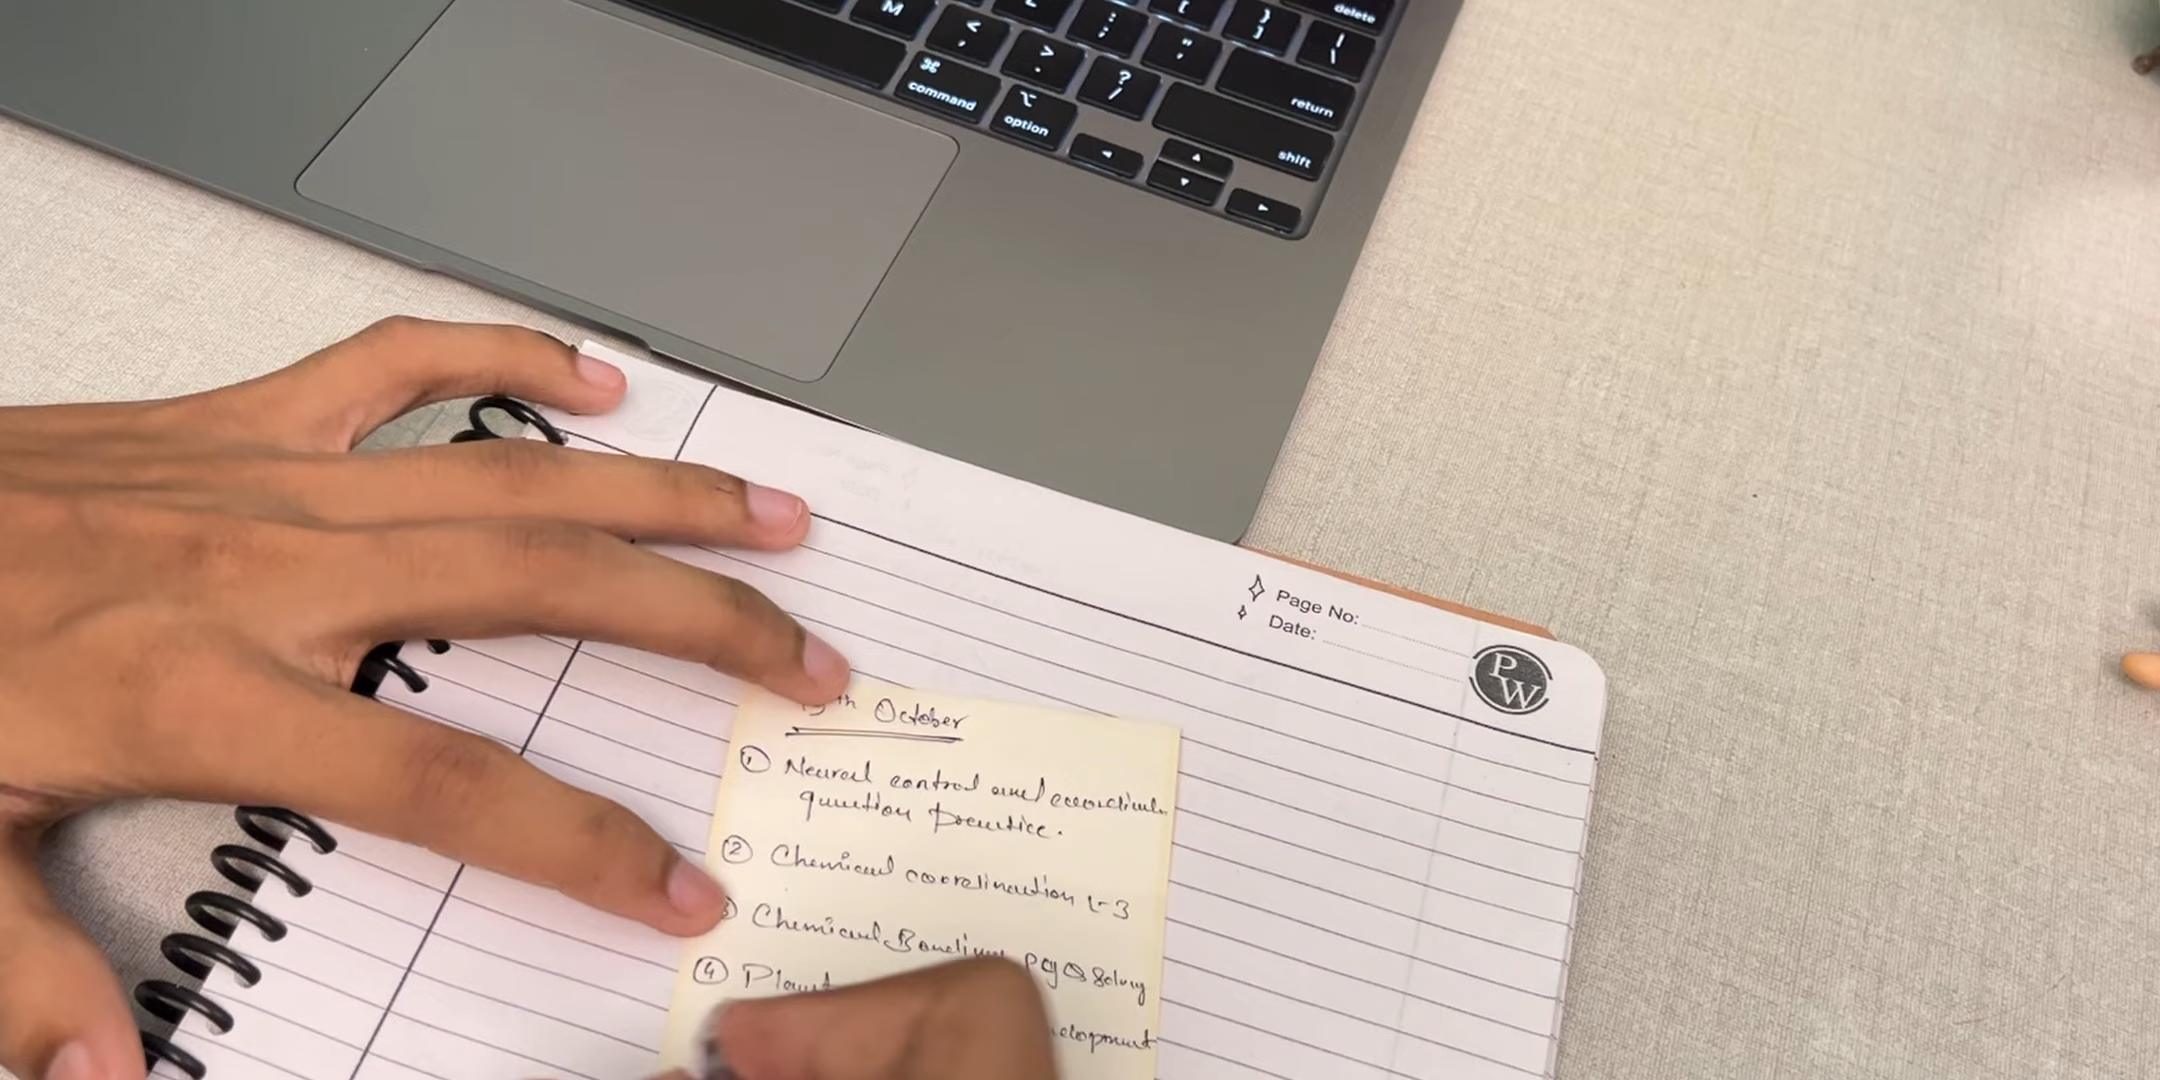 M
<
,
>
.
?
/
:
;
"
'
{
[
}
]
|
\
delete
return
shift
⌘
command
⌥
option
Page No:
Date:
PW
October
① Neural control and
question practice.
② Chemical coordination L-3
Chemical Bonding PYQ Solving
④ Plant